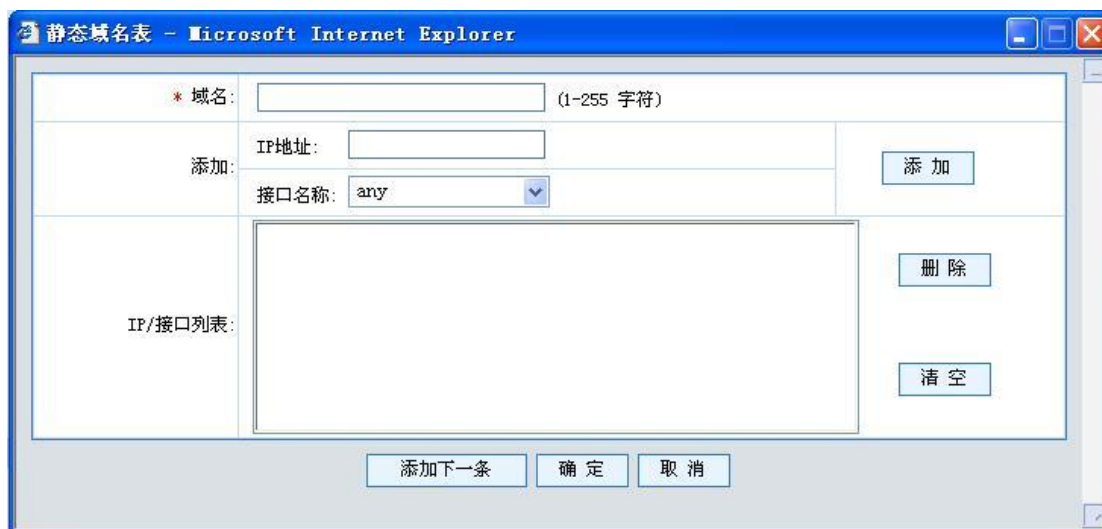 静态域名表 - Microsoft Internet Explorer
* 域名: (1-255 字符)
添加:
IP地址:
接口名称: any
添 加
IP/接口列表:
删 除
清 空
添加下一条 确 定 取 消